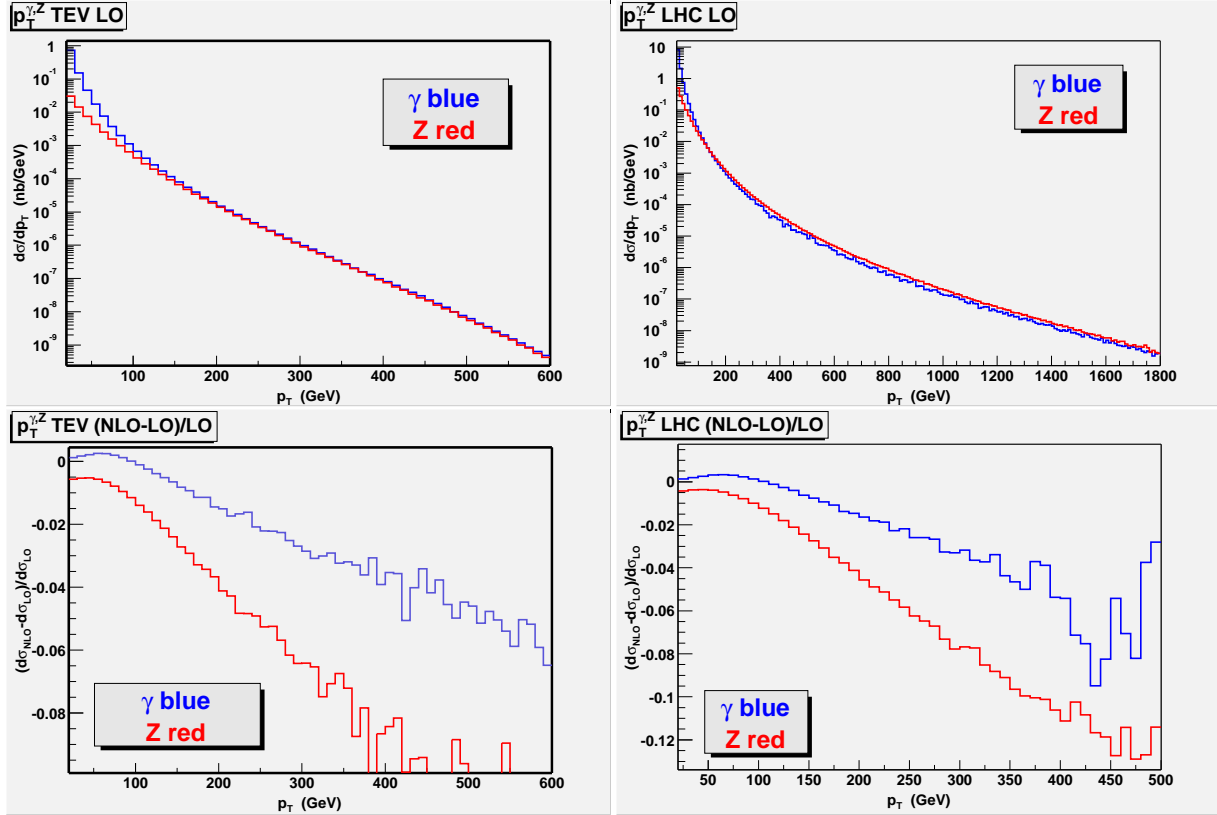 p_T^{γ,Z} TEV LO
dσ/dp_T (nb/GeV)
1
10^-1
10^-2
10^-3
10^-4
10^-5
10^-6
10^-7
10^-8
10^-9
γ blue
Z red
100 200 300 400 500 600
p_T (GeV)
p_T^{γ,Z} LHC LO
dσ/dp_T (nb/GeV)
10
1
10^-1
10^-2
10^-3
10^-4
10^-5
10^-6
10^-7
10^-8
10^-9
γ blue
Z red
200 400 600 800 1000 1200 1400 1600 1800
p_T (GeV)
p_T^{γ,Z} TEV (NLO-LO)/LO
(dσ_NLO-dσ_LO)/dσ_LO
0
-0.02
-0.04
-0.06
-0.08
γ blue
Z red
100 200 300 400 500 600
p_T (GeV)
p_T^{γ,Z} LHC (NLO-LO)/LO
(dσ_NLO-dσ_LO)/dσ_LO
0
-0.02
-0.04
-0.06
-0.08
-0.1
-0.12
γ blue
Z red
50 100 150 200 250 300 350 400 450 500
p_T (GeV)